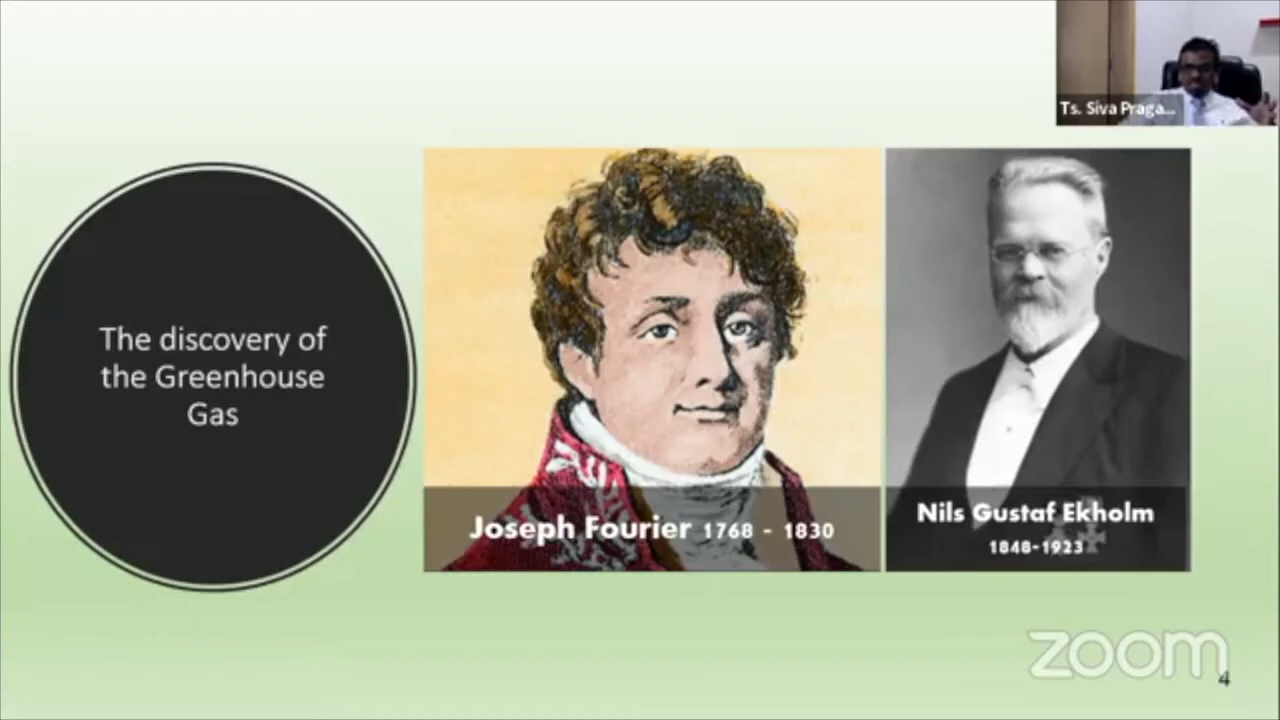 Ts. Siva Praga...
The discovery of
the Greenhouse
Gas
Joseph Fourier 1768 - 1830
Nils Gustaf Ekholm
1848-1923
zoom
4